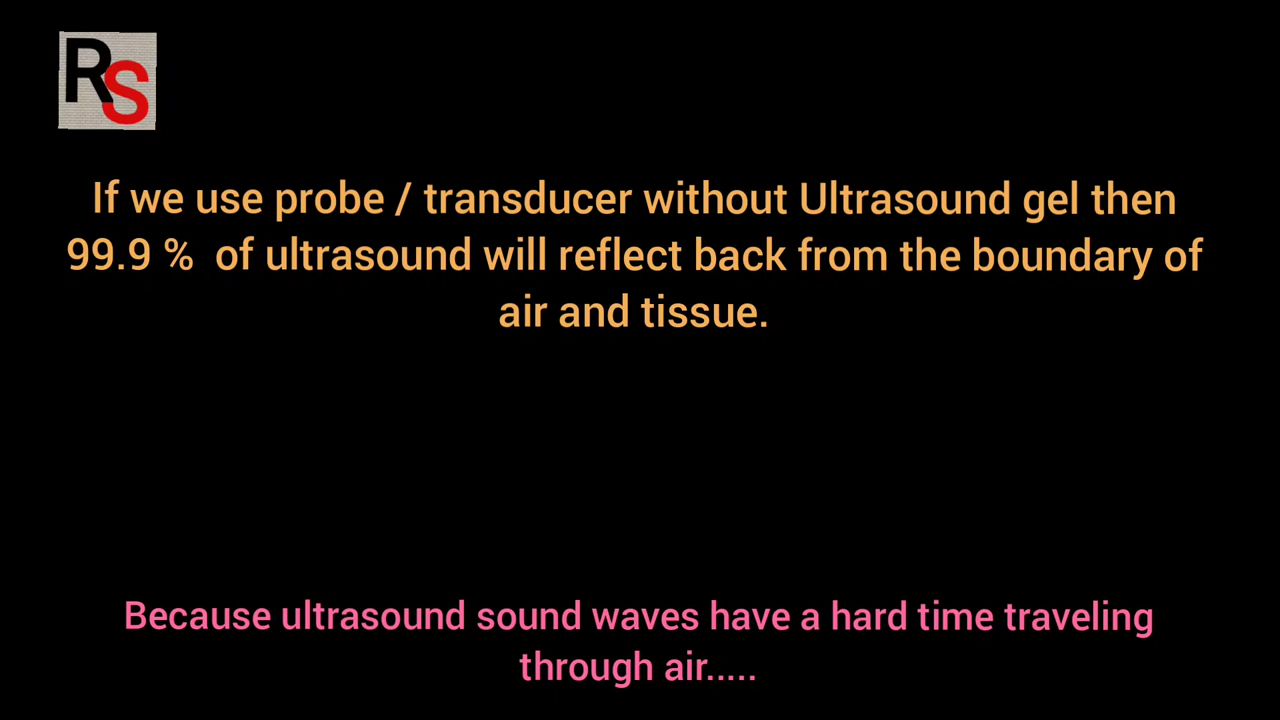 RS
If we use probe / transducer without Ultrasound gel then
99.9 %  of ultrasound will reflect back from the boundary of
air and tissue.
Because ultrasound sound waves have a hard time traveling
through air.....